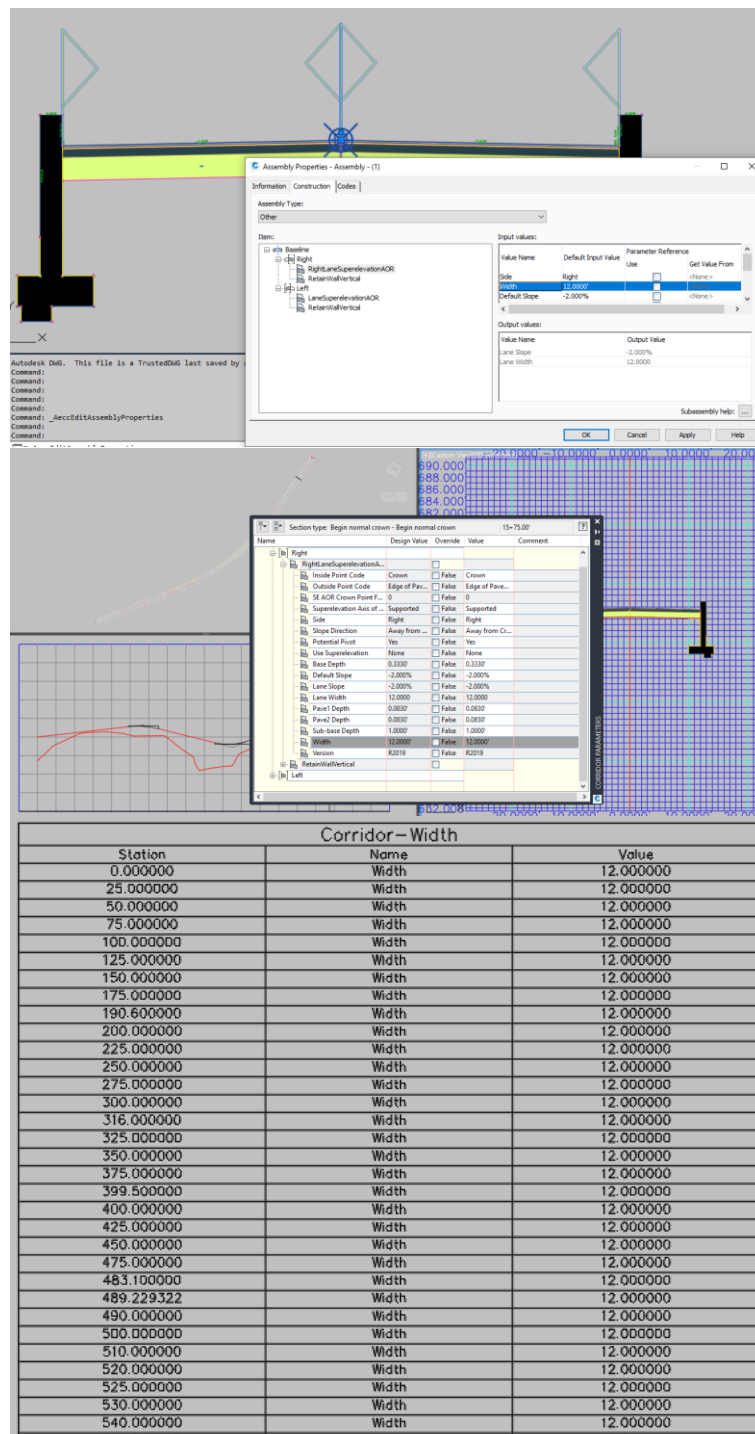 Assembly Properties - Assembly - (1)
Information Construction Codes
Assembly Type:
Other
Item:
Baseline
Right
RightLaneSuperelevationAOR
RetainWallVertical
Left
LaneSuperelevationAOR
RetainWallVertical
Input values:
Value Name Default Input Value Parameter Reference
Use Get Value From
Side Right <None>
Width 12.0000'
Default Slope -2.000% <None>
Output values:
Value Name Output Value
Lane Slope -2.000%
Lane Width 12.0000
Subassembly help: ...
OK Cancel Apply Help
X
Autodesk DWG. This file is a TrustedDWG last saved by
Command:
Command:
Command:
Command:
Command: _AeccEditAssemblyProperties
Command:
Command:
690.000
688.000
686.000
684.000
682.000
-10.0000' 0.0000' 10.0000' 20.00
Section type: Begin normal crown - Begin normal crown 15+75.00'
Name Design Value Override Value Comment
Right
RightLaneSuperelevationA...
Inside Point Code Crown False Crown
Outside Point Code Edge of Pav... False Edge of Pave...
SE AOR Crown Point F... 0 False 0
Superelevation Axis of ... Supported False Supported
Side Right False Right
Slope Direction Away from ... False Away from Cr...
Potential Pivot Yes False Yes
Use Superelevation None False None
Base Depth 0.3330' False 0.3330'
Default Slope -2.000% False -2.000%
Lane Slope -2.000% False -2.000%
Lane Width 12.0000 False 12.0000
Pave1 Depth 0.0830' False 0.0830'
Pave2 Depth 0.0830' False 0.0830'
Sub-base Depth 1.0000' False 1.0000'
Width 12.0000' False 12.0000'
Version R2019 False R2019
RetainWallVertical
Left
CORRIDOR PARAMETERS
Corridor-Width
Station Name Value
0.000000 Width 12.000000
25.000000 Width 12.000000
50.000000 Width 12.000000
75.000000 Width 12.000000
100.000000 Width 12.000000
125.000000 Width 12.000000
150.000000 Width 12.000000
175.000000 Width 12.000000
190.600000 Width 12.000000
200.000000 Width 12.000000
225.000000 Width 12.000000
250.000000 Width 12.000000
275.000000 Width 12.000000
300.000000 Width 12.000000
316.000000 Width 12.000000
325.000000 Width 12.000000
350.000000 Width 12.000000
375.000000 Width 12.000000
399.500000 Width 12.000000
400.000000 Width 12.000000
425.000000 Width 12.000000
450.000000 Width 12.000000
475.000000 Width 12.000000
483.100000 Width 12.000000
489.229322 Width 12.000000
490.000000 Width 12.000000
500.000000 Width 12.000000
510.000000 Width 12.000000
520.000000 Width 12.000000
525.000000 Width 12.000000
530.000000 Width 12.000000
540.000000 Width 12.000000